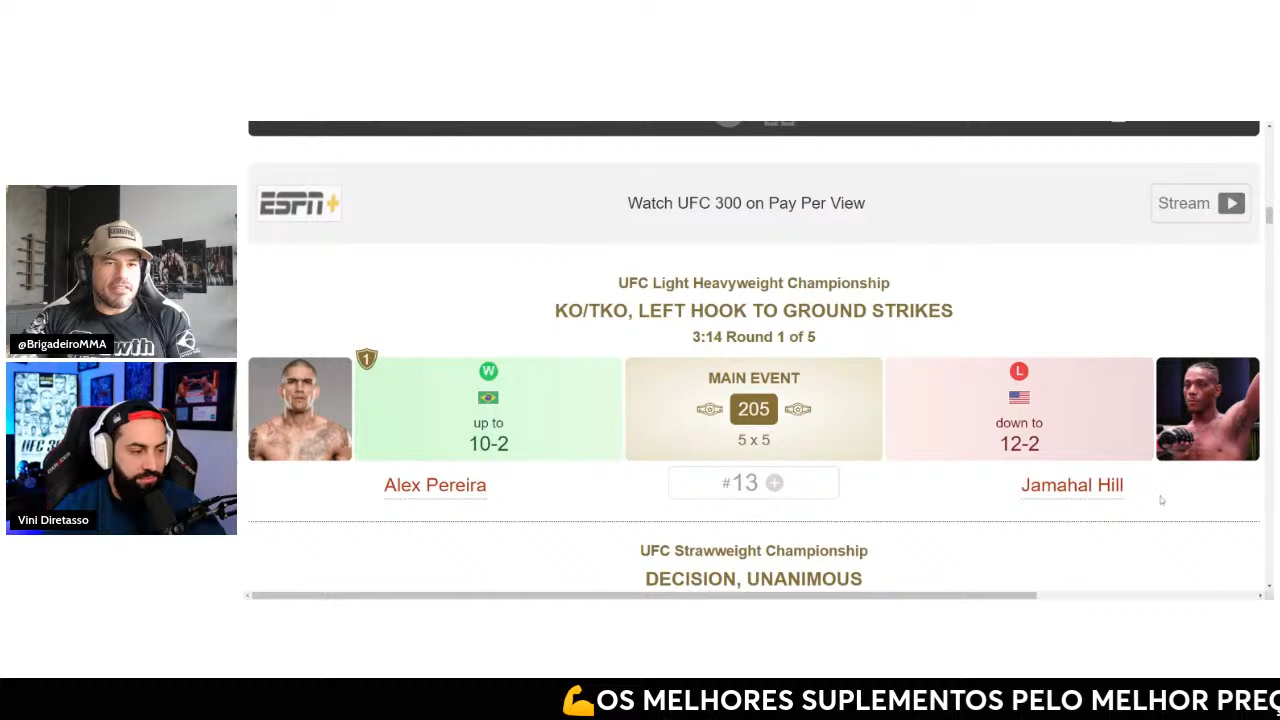 ESPN+
Watch UFC 300 on Pay Per View
Stream
UFC Light Heavyweight Championship
KO/TKO, LEFT HOOK TO GROUND STRIKES
3:14 Round 1 of 5
1
W
up to
10-2
Alex Pereira
MAIN EVENT
205
5 x 5
#13
L
down to
12-2
Jamahal Hill
UFC Strawweight Championship
DECISION, UNANIMOUS
@BrigadeiroMMA
Vini Diretasso
💪OS MELHORES SUPLEMENTOS PELO MELHOR PREÇ